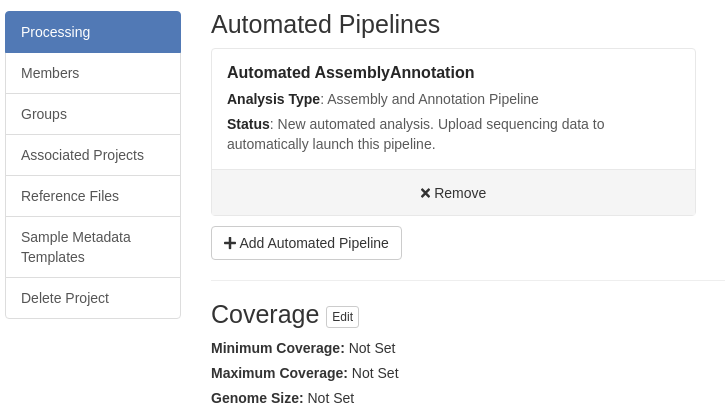 Processing
Members
Groups
Associated Projects
Reference Files
Sample Metadata
Templates
Delete Project
Automated Pipelines
Automated AssemblyAnnotation
Analysis Type: Assembly and Annotation Pipeline
Status: New automated analysis. Upload sequencing data to
automatically launch this pipeline.
Remove
Add Automated Pipeline
Coverage Edit
Minimum Coverage: Not Set
Maximum Coverage: Not Set
Genome Size: Not Set